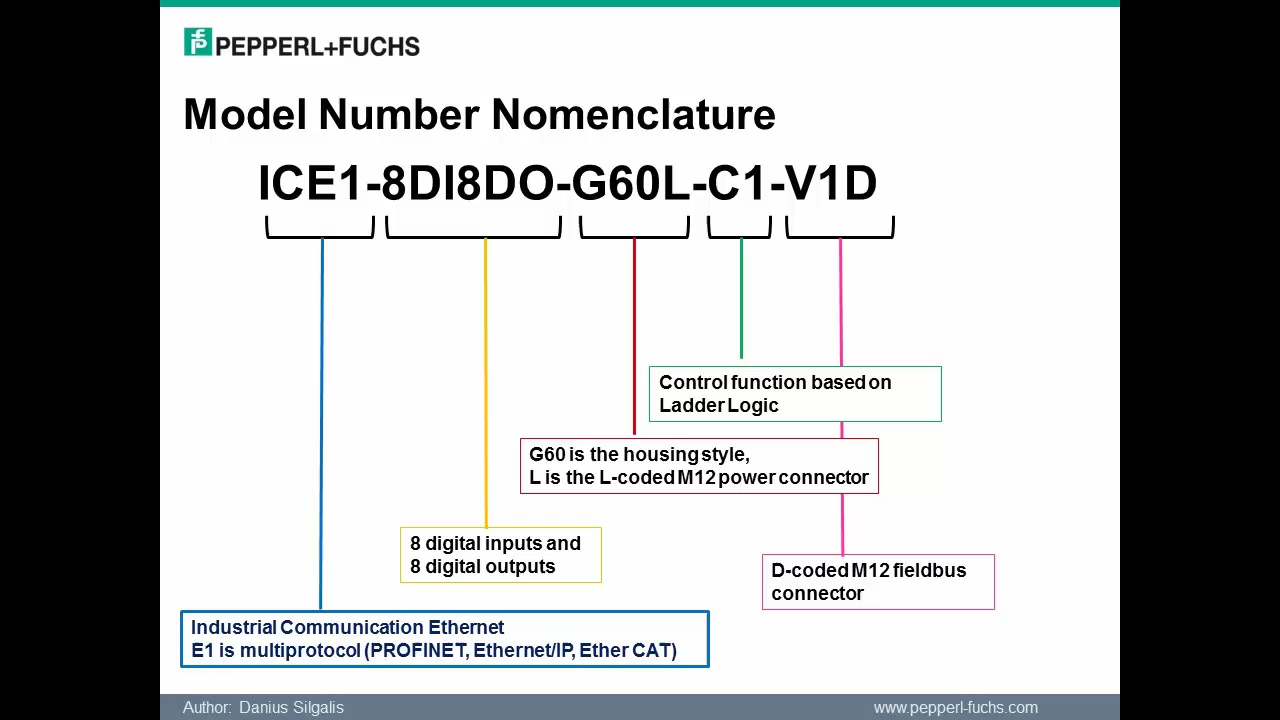 PEPPERL+FUCHS
Model Number Nomenclature
ICE1-8DI8DO-G60L-C1-V1D
Control function based on
Ladder Logic
G60 is the housing style,
L is the L-coded M12 power connector
8 digital inputs and
8 digital outputs
D-coded M12 fieldbus
connector
Industrial Communication Ethernet
E1 is multiprotocol (PROFINET, Ethernet/IP, Ether CAT)
Author: Danius Silgalis
www.pepperl-fuchs.com